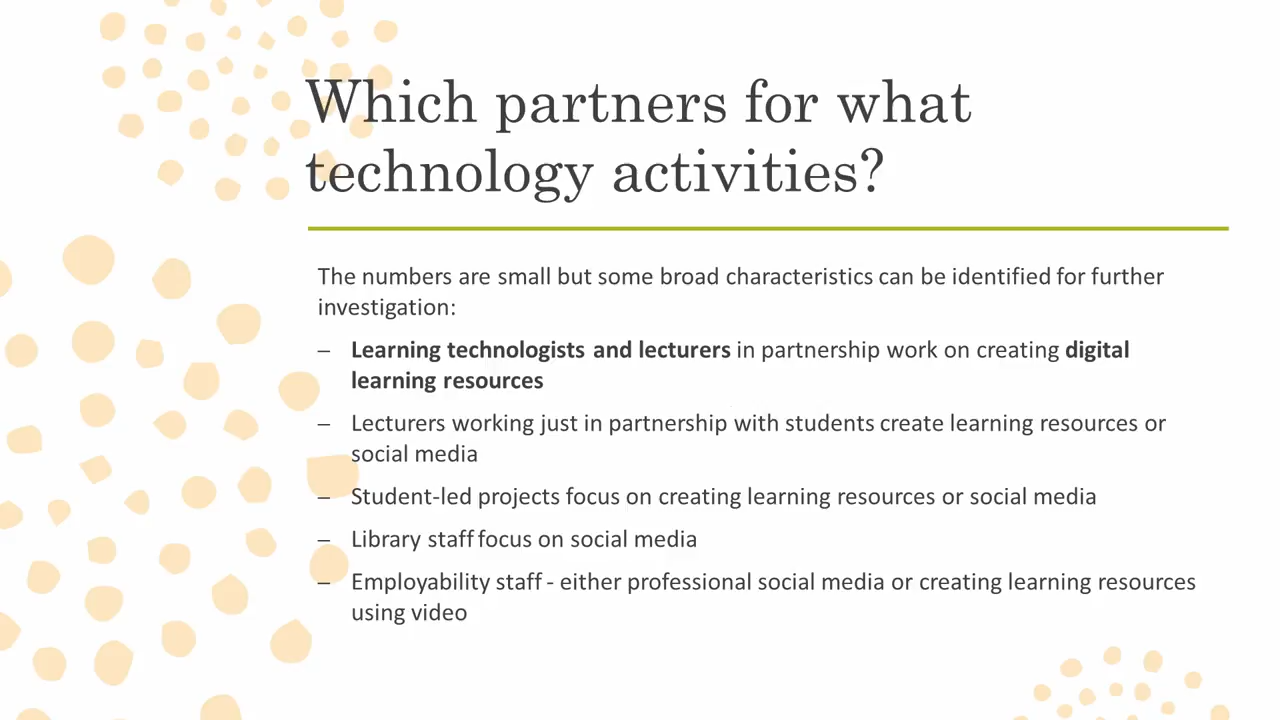 Which partners for what
technology activities?
The numbers are small but some broad characteristics can be identified for further
investigation:
– Learning technologists and lecturers in partnership work on creating digital
learning resources
– Lecturers working just in partnership with students create learning resources or
social media
– Student-led projects focus on creating learning resources or social media
– Library staff focus on social media
– Employability staff - either professional social media or creating learning resources
using video